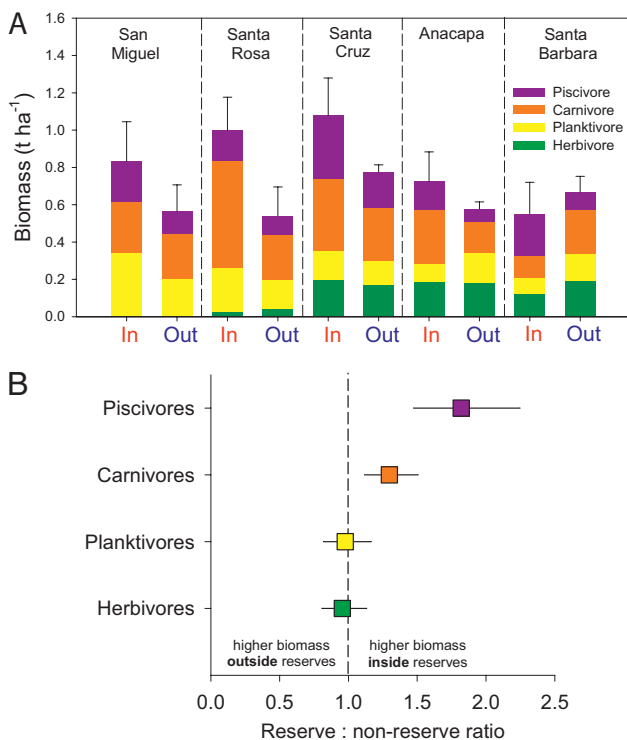 A
San Miguel
Santa Rosa
Santa Cruz
Anacapa
Santa Barbara
Piscivore
Carnivore
Planktivore
Herbivore
Biomass (t ha⁻¹)
1.6
1.4
1.2
1.0
0.8
0.6
0.4
0.2
0.0
In Out In Out In Out In Out In Out
B
Piscivores
Carnivores
Planktivores
Herbivores
higher biomass
outside reserves
higher biomass
inside reserves
0.0 0.5 1.0 1.5 2.0 2.5
Reserve : non-reserve ratio